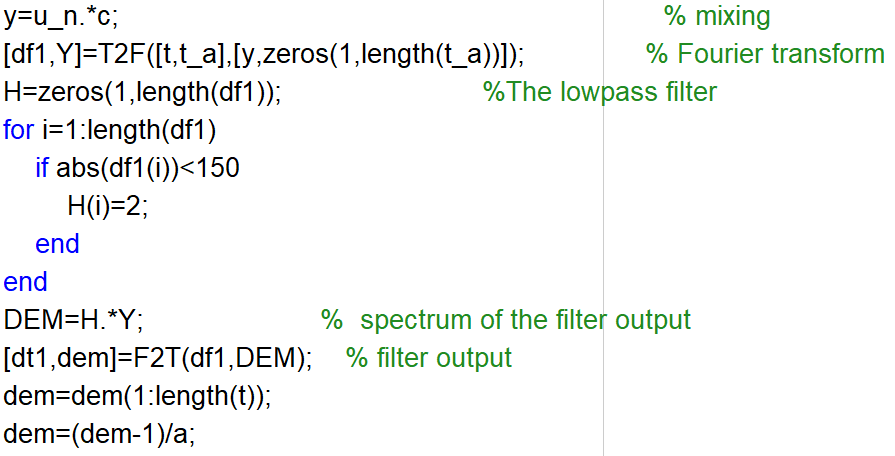 y=u_n.*c; % mixing
[df1,Y]=T2F([t,t_a],[y,zeros(1,length(t_a))]); % Fourier transform
H=zeros(1,length(df1)); %The lowpass filter
for i=1:length(df1)
if abs(df1(i))<150
H(i)=2;
end
end
DEM=H.*Y; % spectrum of the filter output
[dt1,dem]=F2T(df1,DEM); % filter output
dem=dem(1:length(t));
dem=(dem-1)/a;